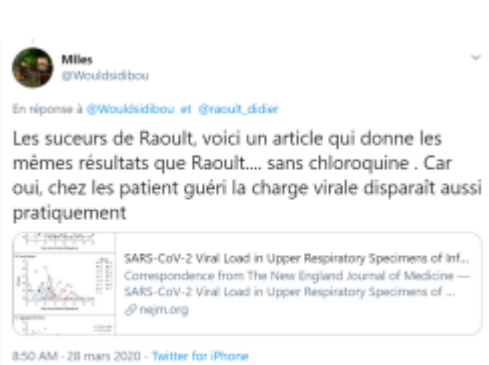 Miles
@Wouldsidibou
En réponse à @Wouldsidibou et @raoult_didier
Les suceurs de Raoult, voici un article qui donne les
mêmes résultats que Raoult.... sans chloroquine . Car
oui, chez les patient guéri la charge virale disparaît aussi
pratiquement
SARS-CoV-2 Viral Load in Upper Respiratory Specimens of Inf...
Correspondence from The New England Journal of Medicine —
SARS-CoV-2 Viral Load in Upper Respiratory Specimens of ...
nejm.org
8:50 AM · 28 mars 2020 · Twitter for iPhone